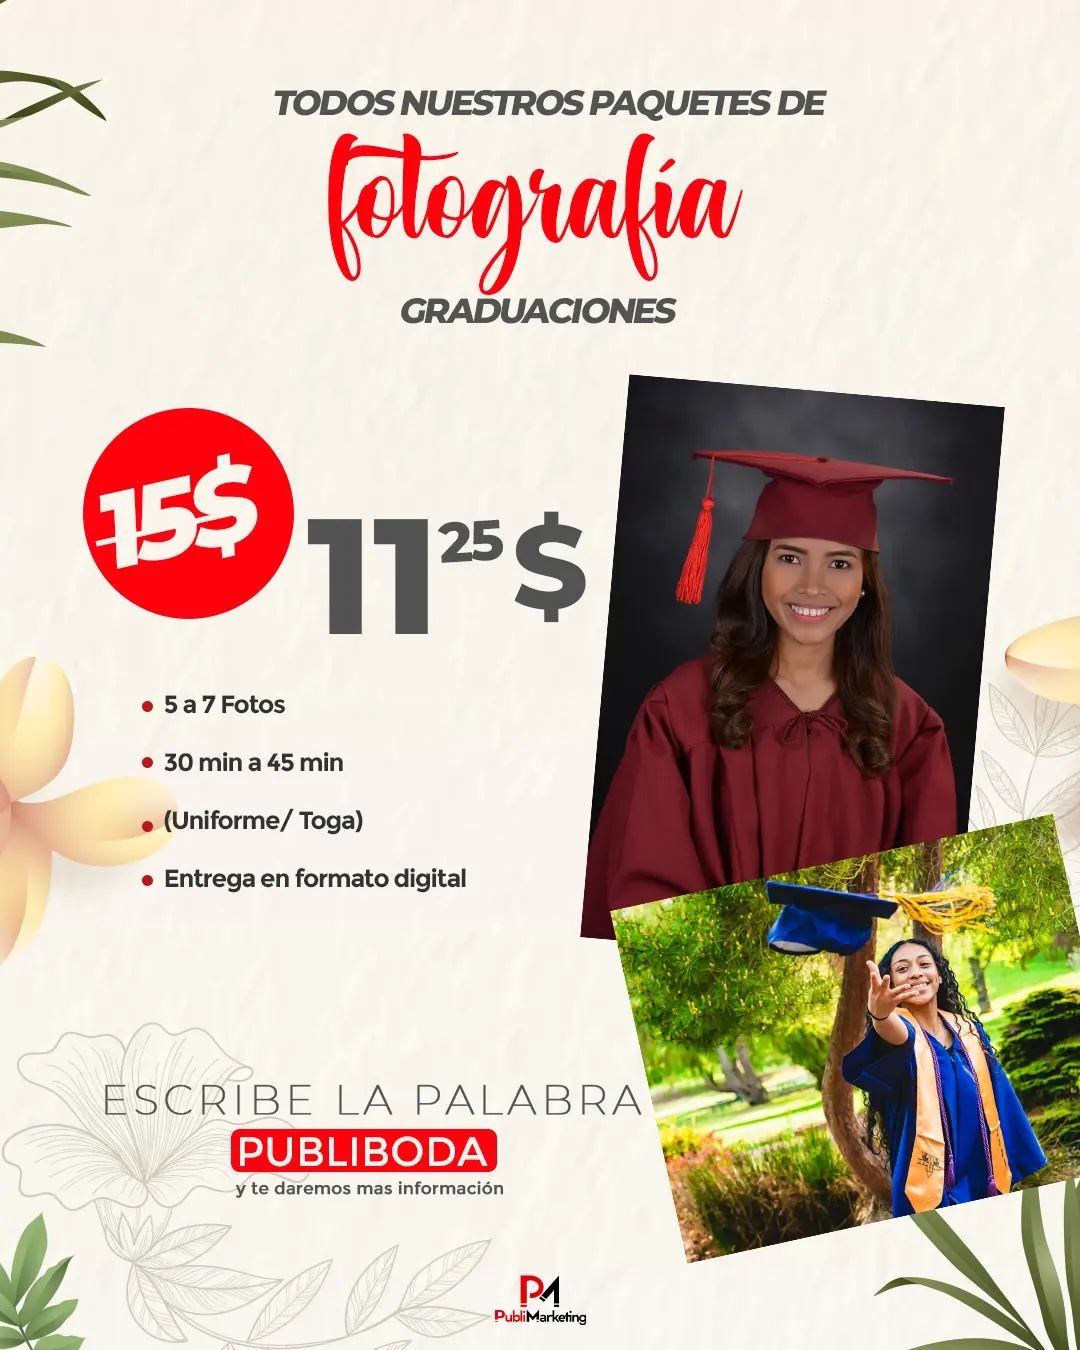 TODOS NUESTROS PAQUETES DE
fotografía
GRADUACIONES
15$
11 25 $
5 a 7 Fotos
30 min a 45 min
(Uniforme/ Toga)
Entrega en formato digital
ESCRIBE LA PALABRA
PUBLIBODA
y te daremos mas información
PM
PubliMarketing